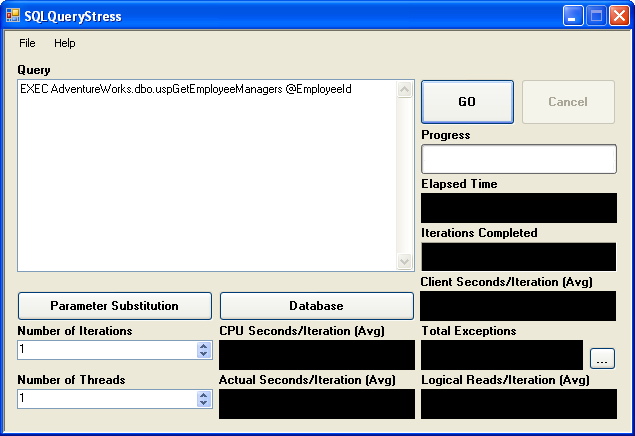 SQLQueryStress
File Help
Query
EXEC AdventureWorks.dbo.uspGetEmployeeManagers @EmployeeId
GO Cancel
Progress
Elapsed Time
Iterations Completed
Client Seconds/Iteration (Avg)
Parameter Substitution Database
Number of Iterations CPU Seconds/Iteration (Avg) Total Exceptions
1 ...
Number of Threads Actual Seconds/Iteration (Avg) Logical Reads/Iteration (Avg)
1